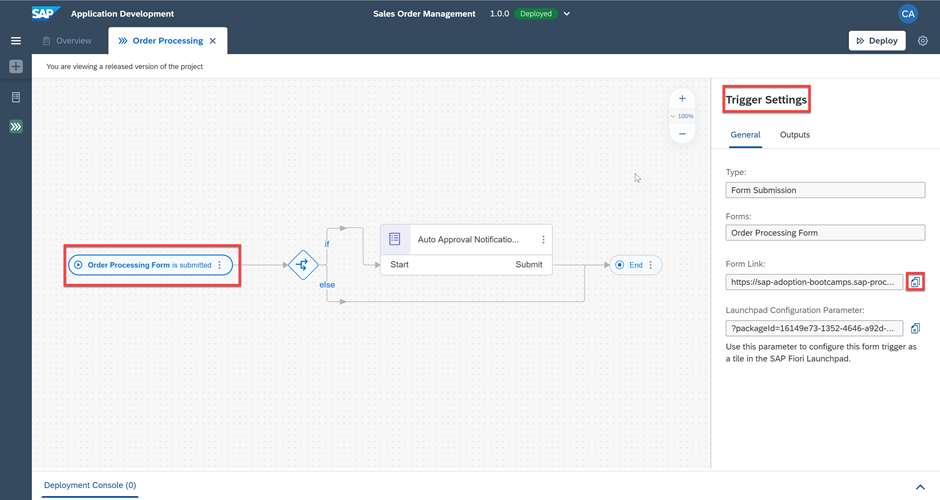 SAP Application Development
Sales Order Management 1.0.0 Deployed
CA
Overview
Order Processing
Deploy
You are viewing a released version of the project
100%
Order Processing Form is submitted
if
else
Auto Approval Notificatio...
Start Submit
End
Trigger Settings
General Outputs
Type:
Form Submission
Forms:
Order Processing Form
Form Link:
https://sap-adoption-bootcamps.sap-proc...
Launchpad Configuration Parameter:
?packageId=16149e73-1352-4646-a92d-...
Use this parameter to configure this form trigger as
a tile in the SAP Fiori Launchpad.
Deployment Console (0)